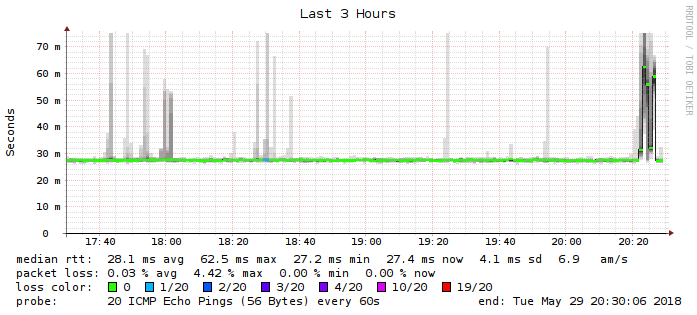 Last 3 Hours
RRDTOOL / TOBI OETIKER
Seconds
70 m
60 m
50 m
40 m
30 m
20 m
10 m
0
17:40 18:00 18:20 18:40 19:00 19:20 19:40 20:00 20:20
median rtt: 28.1 ms avg 62.5 ms max 27.2 ms min 27.4 ms now 4.1 ms sd 6.9 am/s
packet loss: 0.03 % avg 4.42 % max 0.00 % min 0.00 % now
loss color: 0 1/20 2/20 3/20 4/20 10/20 19/20
probe: 20 ICMP Echo Pings (56 Bytes) every 60s end: Tue May 29 20:30:06 2018